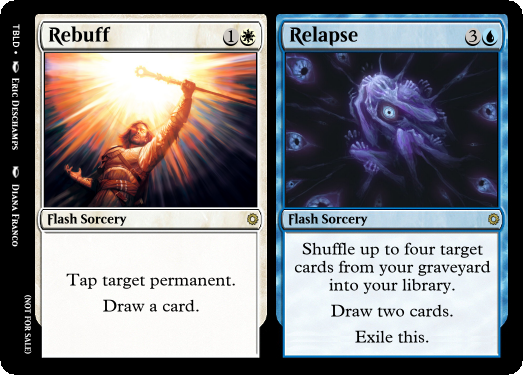 Rebuff 1
Flash Sorcery
Tap target permanent.
Draw a card.
Relapse 3
Flash Sorcery
Shuffle up to four target
cards from your graveyard
into your library.
Draw two cards.
Exile this.
TBLD • Eric Deschamps Diana Franco
(NOT FOR SALE)